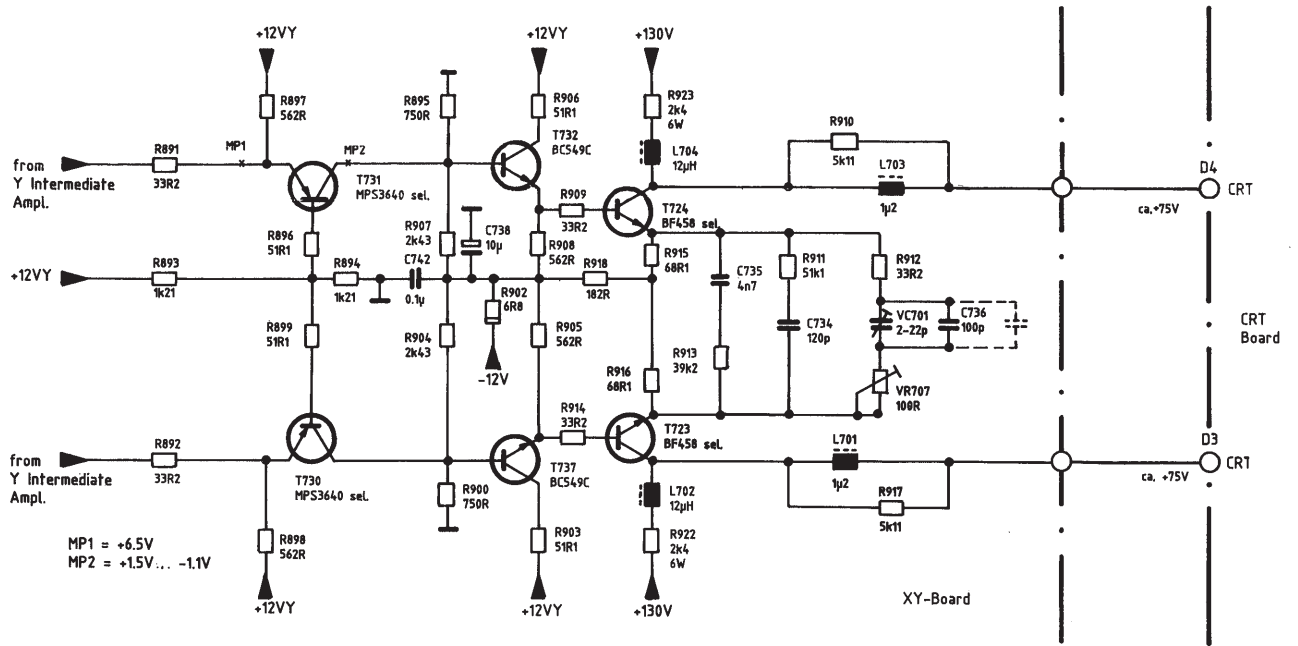 +12VY
+12VY
+130V
R897
562R
R895
750R
R906
51R1
R923
2k4
6W
R891
33R2
MP1
MP2
T732
BC549C
L704
12µH
R910
5k11
L703
1µ2
D4
CRT
ca.+75V
from
Y Intermediate
Ampl.
T731
MPS3640 sel.
R909
33R2
T724
BF458 sel.
R896
51R1
R907
2k43
C738
10µ
R908
562R
R915
68R1
+12VY
R893
1k21
R894
1k21
C742
0.1µ
R902
6R8
R918
182R
C735
4n7
R911
51k1
R912
33R2
R899
51R1
R904
2k43
-12V
R905
562R
R913
39k2
C734
120p
VC701
2-22p
C736
100p
CRT
Board
R916
68R1
VR707
100R
R892
33R2
R914
33R2
T723
BF458 sel.
L701
1µ2
D3
CRT
ca. +75V
from
Y Intermediate
Ampl.
T730
MPS3640 sel.
R900
750R
T737
BC549C
L702
12µH
R917
5k11
R898
562R
R903
51R1
R922
2k4
6W
MP1 = +6.5V
MP2 = +1.5V ... -1.1V
+12VY
+12VY
+130V
XY-Board